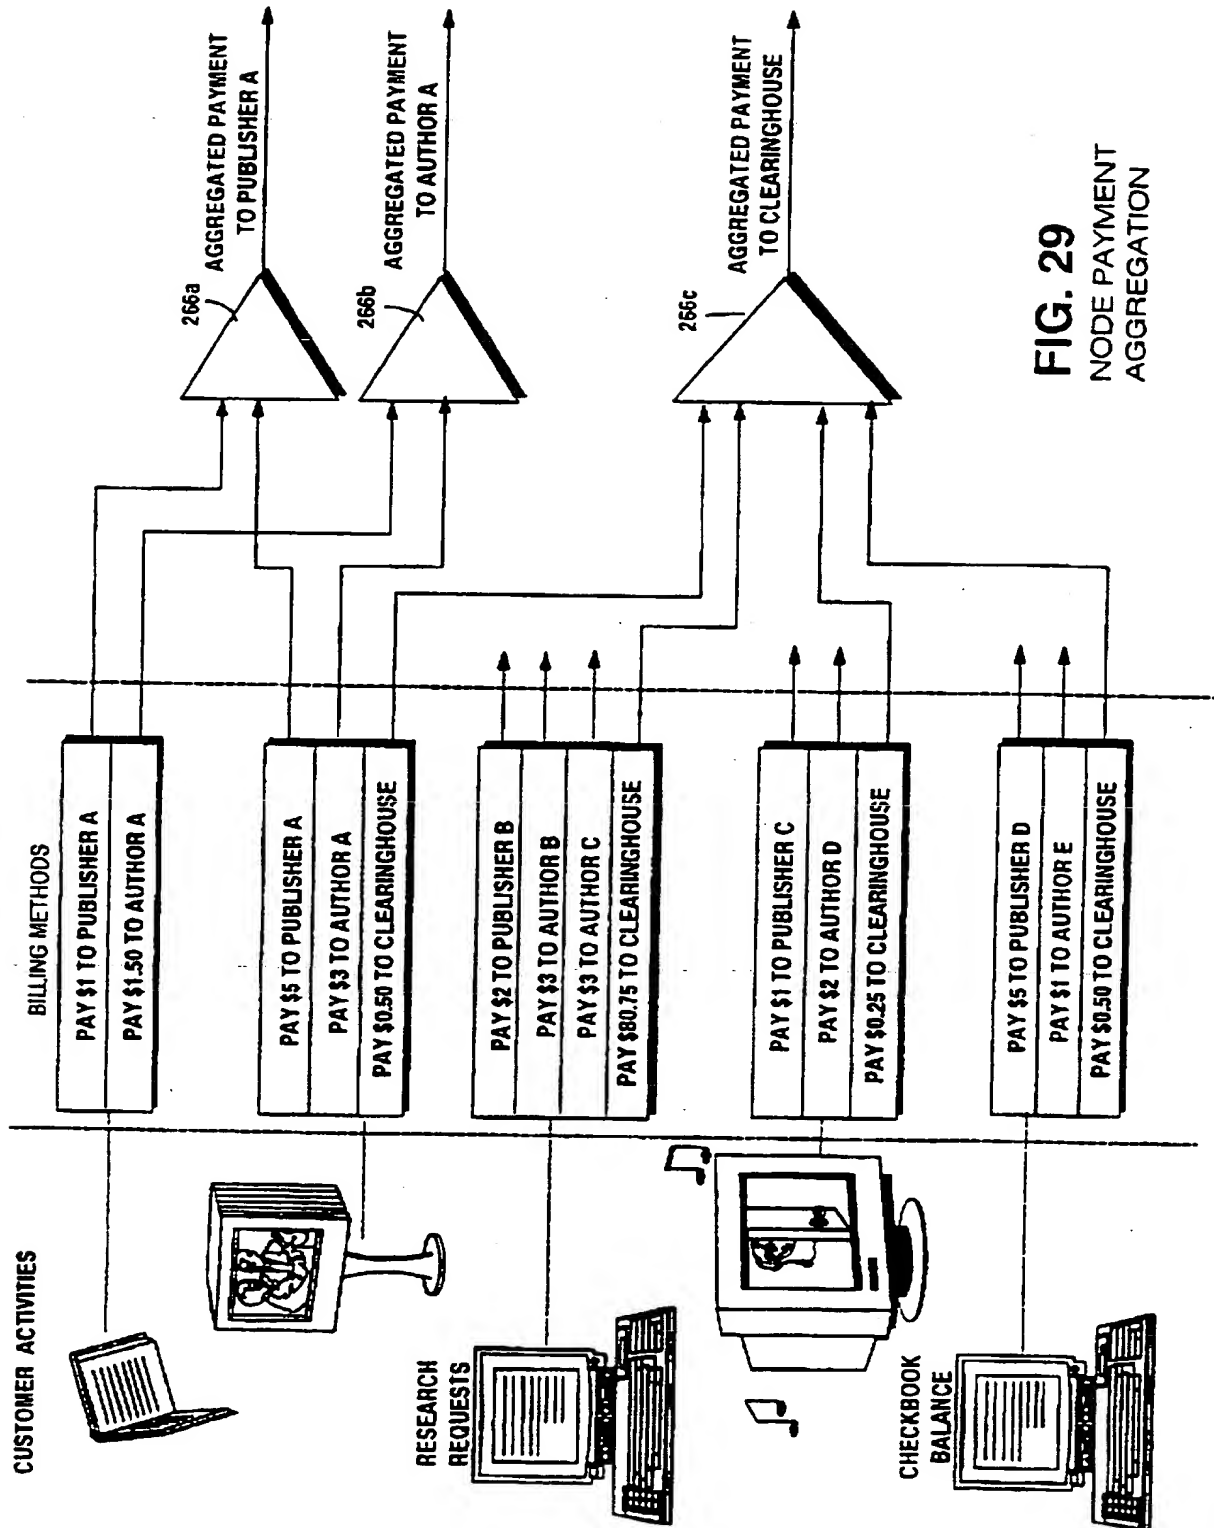 CUSTOMER ACTIVITIES
RESEARCH
REQUESTS
CHECKBOOK
BALANCE
BILLING METHODS
PAY $1 TO PUBLISHER A
PAY $1.50 TO AUTHOR A
PAY $5 TO PUBLISHER A
PAY $3 TO AUTHOR A
PAY $0.50 TO CLEARINGHOUSE
PAY $2 TO PUBLISHER B
PAY $3 TO AUTHOR B
PAY $3 TO AUTHOR C
PAY $80.75 TO CLEARINGHOUSE
PAY $1 TO PUBLISHER C
PAY $2 TO AUTHOR D
PAY $0.25 TO CLEARINGHOUSE
PAY $5 TO PUBLISHER D
PAY $1 TO AUTHOR E
PAY $0.50 TO CLEARINGHOUSE
266a
AGGREGATED PAYMENT
TO PUBLISHER A
266b
AGGREGATED PAYMENT
TO AUTHOR A
266c
AGGREGATED PAYMENT
TO CLEARINGHOUSE
FIG. 29
NODE PAYMENT
AGGREGATION